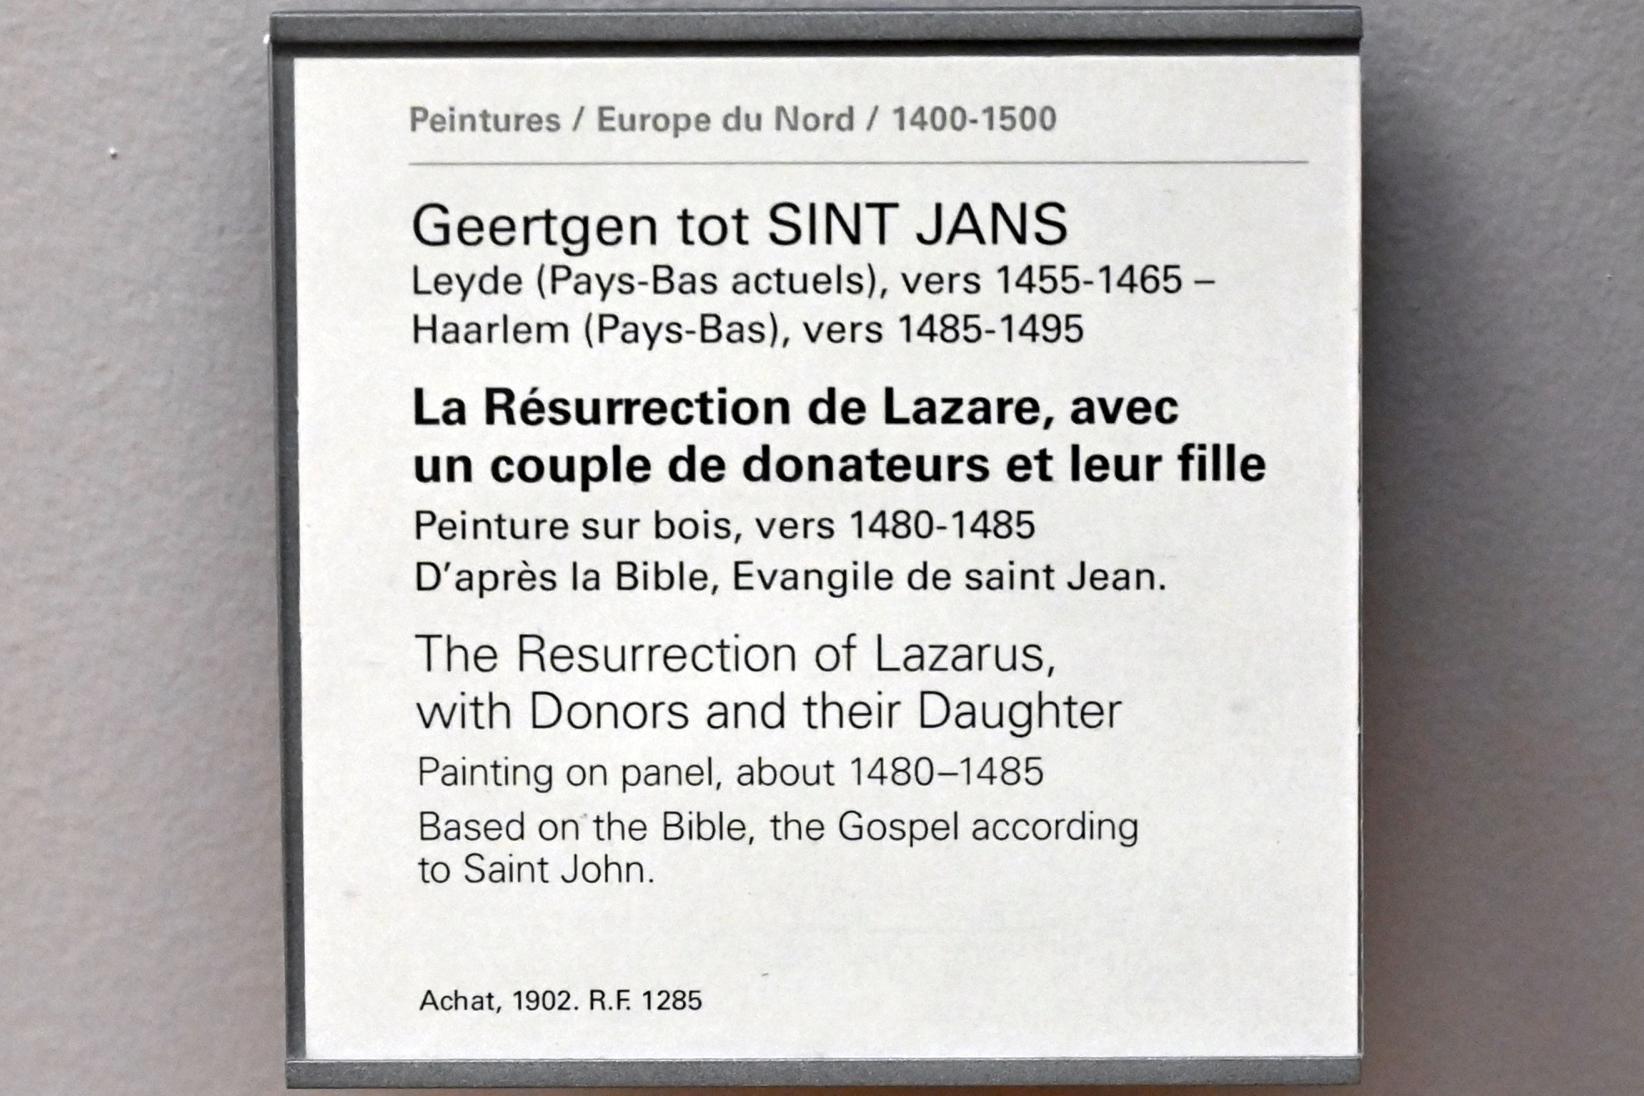 Peintures / Europe du Nord / 1400-1500
Geertgen tot SINT JANS
Leyde (Pays-Bas actuels), vers 1455-1465 –
Haarlem (Pays-Bas), vers 1485-1495
La Résurrection de Lazare, avec
un couple de donateurs et leur fille
Peinture sur bois, vers 1480-1485
D'après la Bible, Evangile de saint Jean.
The Resurrection of Lazarus,
with Donors and their Daughter
Painting on panel, about 1480–1485
Based on the Bible, the Gospel according
to Saint John.
Achat, 1902. R.F. 1285